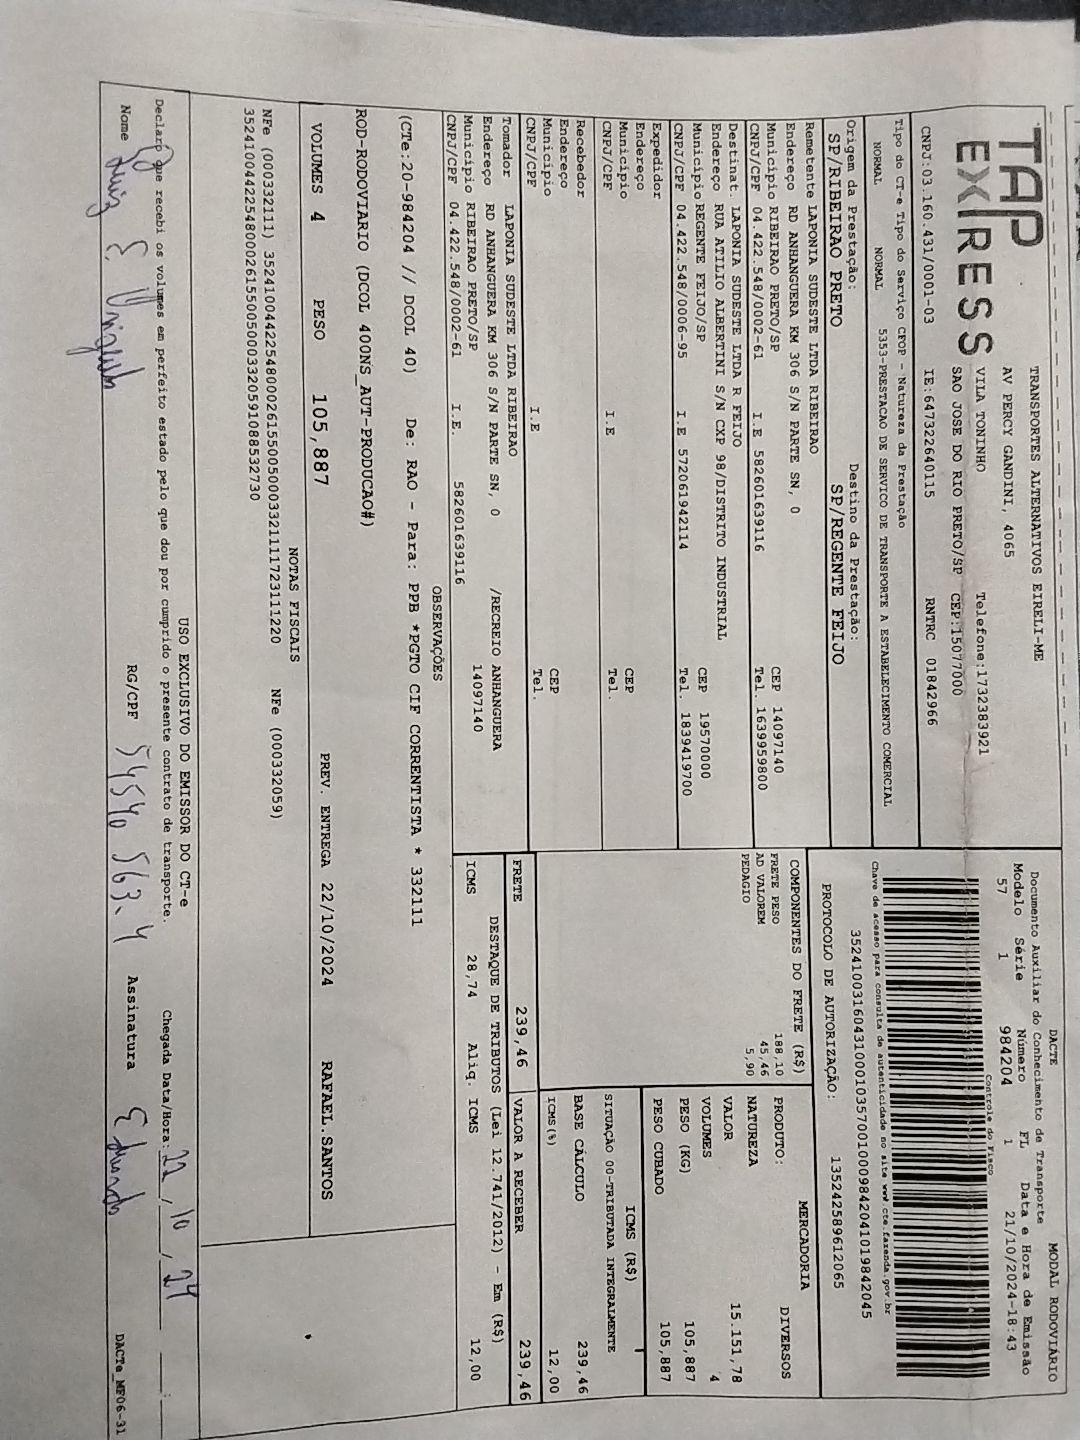 TAP
EXPRESS
TRANSPORTES ALTERNATIVOS EIRELI-ME
AV PERCY GANDINI, 4065
VILA TONINHO Telefone:1732383921
SAO JOSE DO RIO PRETO/SP CEP:15077000
CNPJ:03.160.431/0001-03 IE:647322640115 RNTRC 01842966
Tipo do CT-e Tipo do Serviço CFOP - Natureza da Prestação
NORMAL NORMAL 5353-PRESTACAO DE SERVICO DE TRANSPORTE A ESTABELECIMENTO COMERCIAL
Origem da Prestação: Destino da Prestação:
SP/RIBEIRAO PRETO SP/REGENTE FEIJO
Remetente LAPONIA SUDESTE LTDA RIBEIRAO
Endereço RD ANHANGUERA KM 306 S/N PARTE SN, 0
Município RIBEIRAO PRETO/SP CEP 14097140
CNPJ/CPF 04.422.548/0002-61 I.E 582601639116 Tel. 1639959800
Destinat. LAPONIA SUDESTE LTDA R FEIJO
Endereço RUA ATILIO ALBERTINI S/N CXP 98/DISTRITO INDUSTRIAL
Município REGENTE FEIJO/SP CEP 19570000
CNPJ/CPF 04.422.548/0006-95 I.E 572061942114 Tel. 1839419700
Expedidor
Endereço
Município CEP
CNPJ/CPF I.E Tel.
Recebedor
Endereço
Município CEP
CNPJ/CPF I.E Tel.
Tomador LAPONIA SUDESTE LTDA RIBEIRAO
Endereço RD ANHANGUERA KM 306 S/N PARTE SN, 0 /RECREIO ANHANGUERA
Município RIBEIRAO PRETO/SP 14097140
CNPJ/CPF 04.422.548/0002-61 I.E. 582601639116
DACTE MODAL RODOVIÁRIO
Documento Auxiliar do Conhecimento de Transporte
Modelo Série Número FL Data e Hora de Emissão
57 1 984204 1 21/10/2024-18:43
Controle do Fisco
Chave de acesso para consulta de autenticidade no site www.cte.fazenda.gov.br
35241003160431000103570010009842041019842045
PROTOCOLO DE AUTORIZAÇÃO: 135242589612065
COMPONENTES DO FRETE (R$)
FRETE PESO 188,10
AD VALOREM 45,46
PEDAGIO 5,90
MERCADORIA
PRODUTO: DIVERSOS
NATUREZA
VALOR 15.151,78
VOLUMES 4
PESO (KG) 105,887
PESO CUBADO 105,887
ICMS (R$)
SITUAÇÃO 00-TRIBUTADA INTEGRALMENTE
BASE CÁLCULO 239,46
ICMS(%) 12,00
FRETE 239,46 VALOR A RECEBER 239,46
DESTAQUE DE TRIBUTOS (Lei 12.741/2012) - Em (R$)
ICMS 28,74 Aliq. ICMS 12,00
OBSERVAÇÕES
(CTe:20-984204 // DCOL 40) De: RAO - Para: PPB *PGTO CIF CORRENTISTA * 332111
ROD-RODOVIARIO (DCOL 400NS_AUT-PRODUCAO#)
VOLUMES 4 PESO 105,887 PREV. ENTREGA 22/10/2024 RAFAEL.SANTOS
NOTAS FISCAIS
NFe (000332111) 35241004422548000261550050003321111723111220 NFe (000332059)
35241004422548000261550050003320591088532730
USO EXCLUSIVO DO EMISSOR DO CT-e
Declaro que recebi os volumes em perfeito estado pelo que dou por cumprido o presente contrato de transporte. Chegada Data/Hora: 22/10/24 __:__
Nome Luiz E. RG/CPF 54540 563.4 Assinatura Eduardo
DACTe_MF06-31